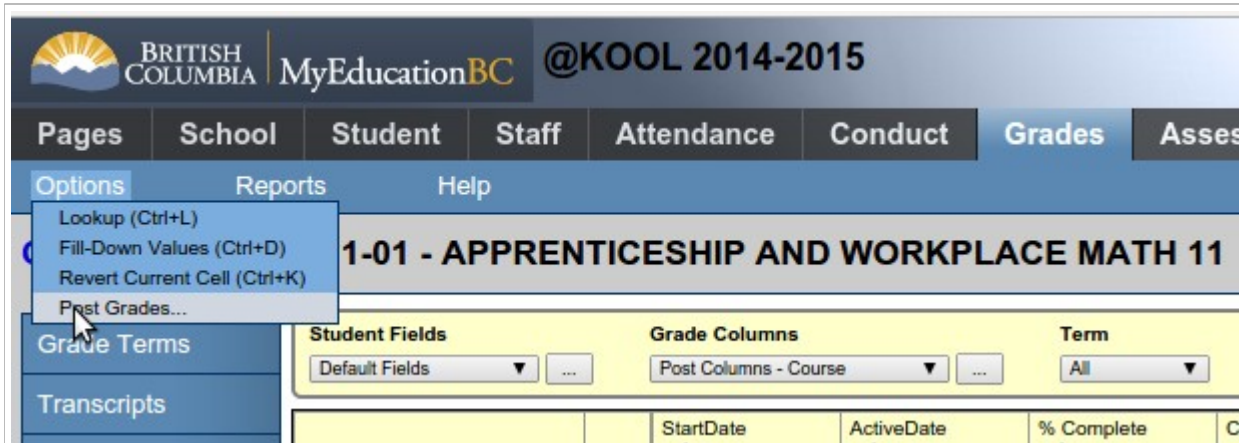 BRITISH
COLUMBIA
MyEducationBC
@KOOL 2014-2015
Pages School Student Staff Attendance Conduct Grades
Options Reports Help
Lookup (Ctrl+L)
Fill-Down Values (Ctrl+D)
Revert Current Cell (Ctrl+K)
Post Grades...
1-01 - APPRENTICESHIP AND WORKPLACE MATH 11
Grade Terms
Transcripts
Student Fields Grade Columns Term
Default Fields ... Post Columns - Course ... All
StartDate ActiveDate % Complete